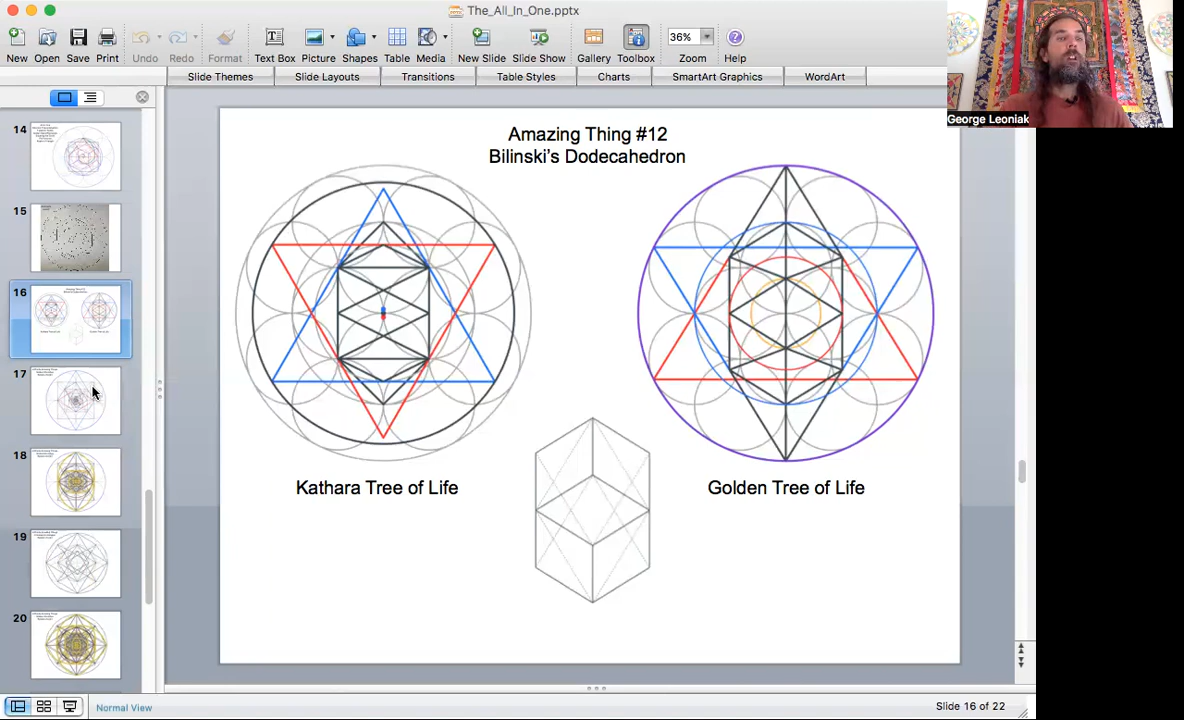 The_All_In_One.pptx
New Open Save Print Undo Redo Format Text Box Picture Shapes Table Media New Slide Slide Show Gallery Toolbox Zoom Help
36%
Slide Themes Slide Layouts Transitions Table Styles Charts SmartArt Graphics WordArt
George Leoniak
14
15
16
17
18
19
20
Amazing Thing #12
Bilinski's Dodecahedron
Kathara Tree of Life
Golden Tree of Life
Normal View
Slide 16 of 22